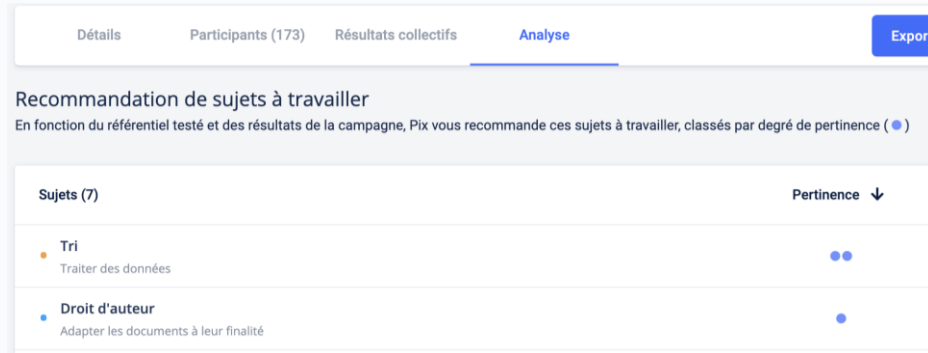 Détails Participants (173) Résultats collectifs Analyse Expor
Recommandation de sujets à travailler
En fonction du référentiel testé et des résultats de la campagne, Pix vous recommande ces sujets à travailler, classés par degré de pertinence ( )
Sujets (7) Pertinence ↓
Tri
Traiter des données
Droit d'auteur
Adapter les documents à leur finalité